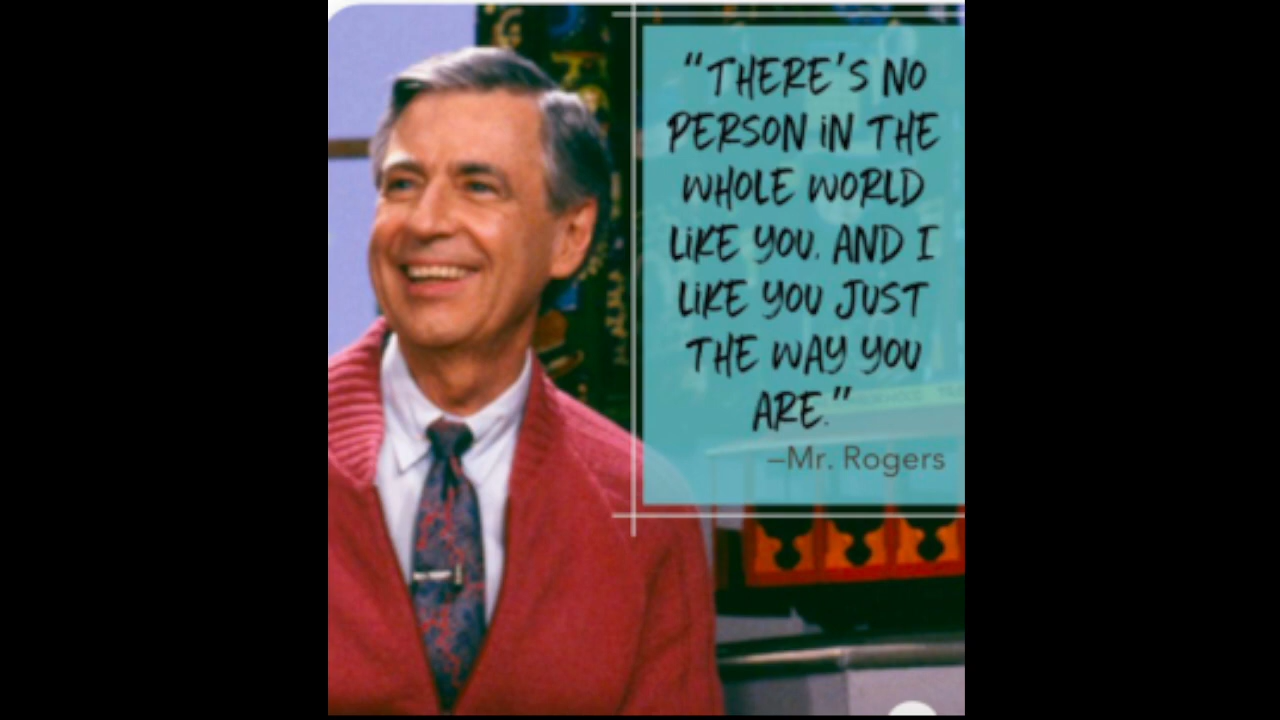 “THERE’S NO
PERSON IN THE
WHOLE WORLD
LIKE YOU. AND I
LIKE YOU JUST
THE WAY YOU
ARE.”
–Mr. Rogers